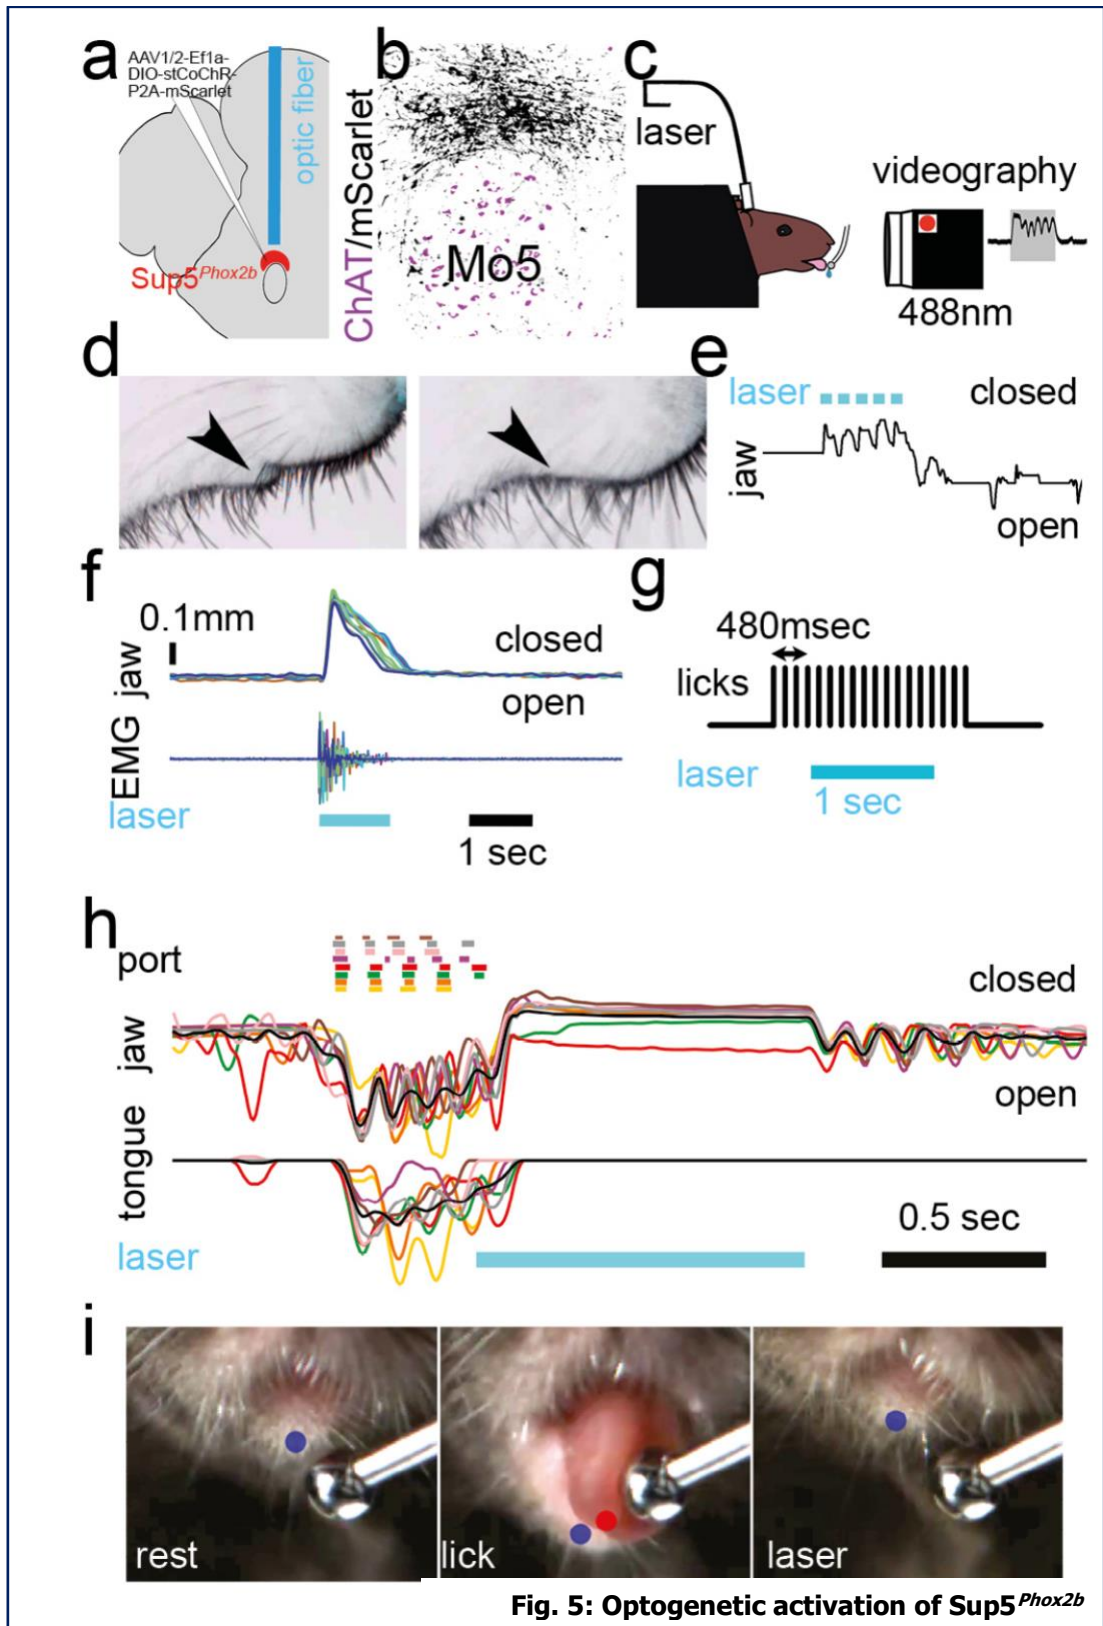 a
AAV1/2-Ef1a-
DIO-stCoChR-
P2A-mScarlet
optic fiber
Sup5Phox2b
b
ChAT/mScarlet
Mo5
c
laser
videography
488nm
d
e
laser
closed
jaw
open
f
0.1mm
jaw
closed
open
EMG
laser
1 sec
g
480msec
licks
laser
1 sec
h
port
closed
jaw
open
tongue
0.5 sec
laser
i
rest
lick
laser
Fig. 5: Optogenetic activation of Sup5Phox2b